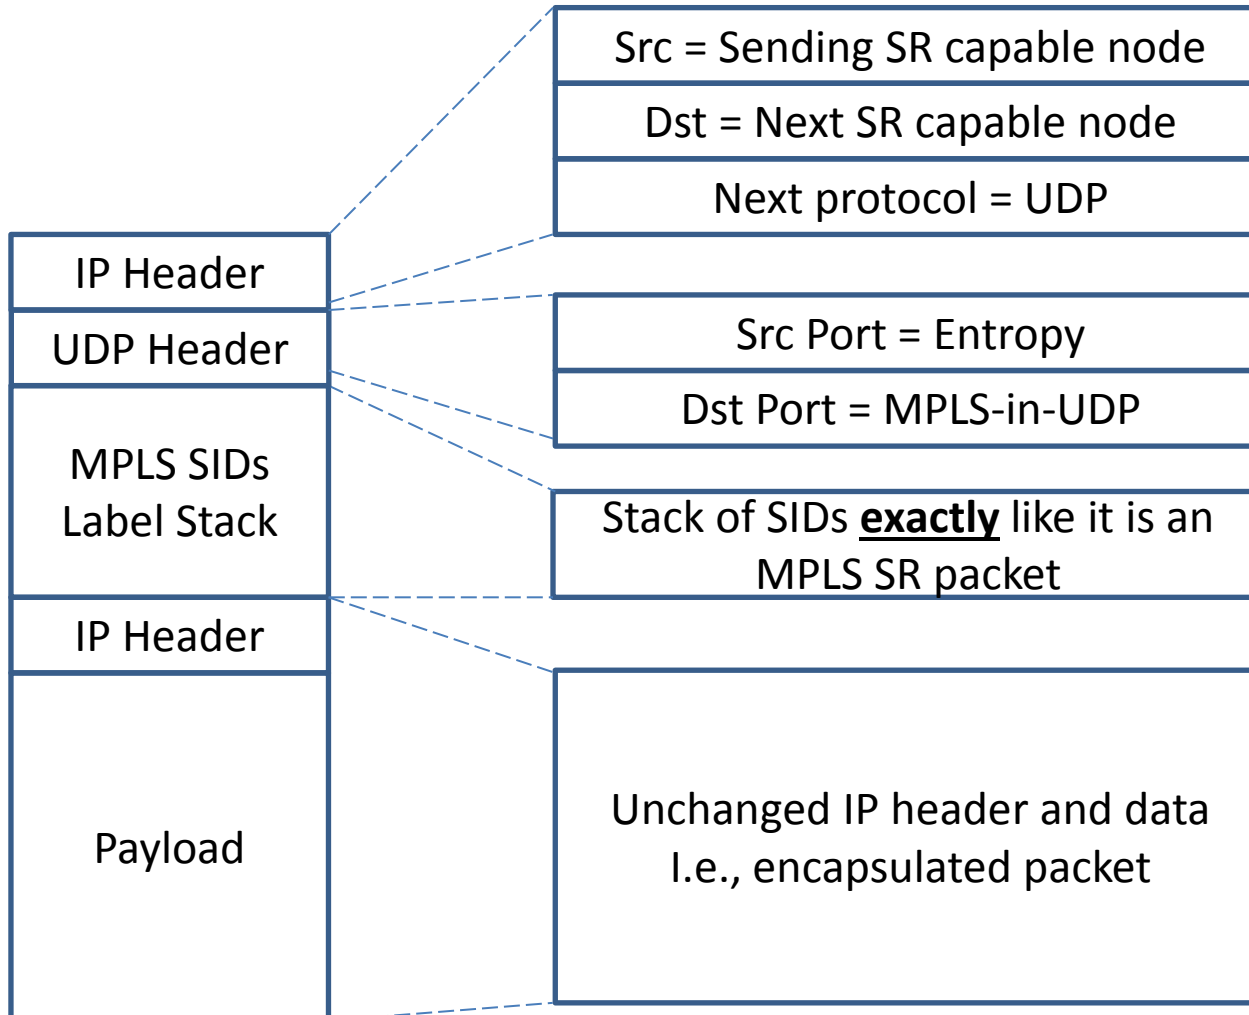 Src = Sending SR capable node
Dst = Next SR capable node
Next protocol = UDP
IP Header
UDP Header
Src Port = Entropy
Dst Port = MPLS-in-UDP
MPLS SIDs
Label Stack
Stack of SIDs exactly like it is an
MPLS SR packet
IP Header
Payload
Unchanged IP header and data
I.e., encapsulated packet